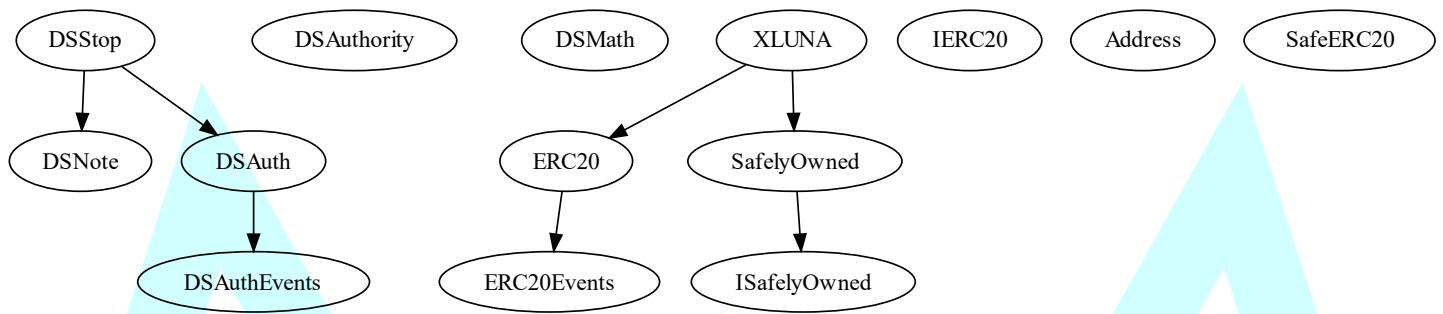 DSStop DSAuthority DSMath XLUNA IERC20 Address SafeERC20
DSNote DSAuth ERC20 SafelyOwned
DSAuthEvents ERC20Events ISafelyOwned